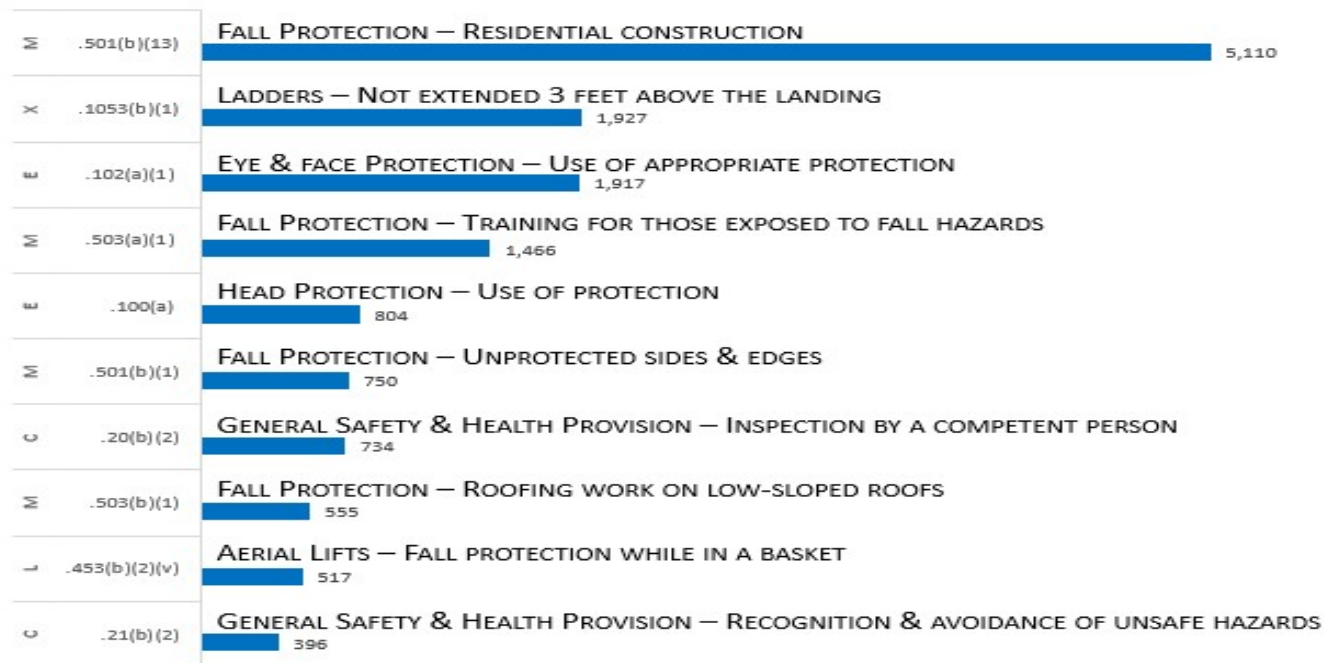 M .501(b)(13) FALL PROTECTION – RESIDENTIAL CONSTRUCTION
5,110
X .1053(b)(1) LADDERS – NOT EXTENDED 3 FEET ABOVE THE LANDING
1,927
E .102(a)(1) EYE & FACE PROTECTION – USE OF APPROPRIATE PROTECTION
1,917
M .503(a)(1) FALL PROTECTION – TRAINING FOR THOSE EXPOSED TO FALL HAZARDS
1,466
E .100(a) HEAD PROTECTION – USE OF PROTECTION
804
M .501(b)(1) FALL PROTECTION – UNPROTECTED SIDES & EDGES
750
C .20(b)(2) GENERAL SAFETY & HEALTH PROVISION – INSPECTION BY A COMPETENT PERSON
734
M .503(b)(1) FALL PROTECTION – ROOFING WORK ON LOW-SLOPED ROOFS
555
L .453(b)(2)(v) AERIAL LIFTS – FALL PROTECTION WHILE IN A BASKET
517
C .21(b)(2) GENERAL SAFETY & HEALTH PROVISION – RECOGNITION & AVOIDANCE OF UNSAFE HAZARDS
396